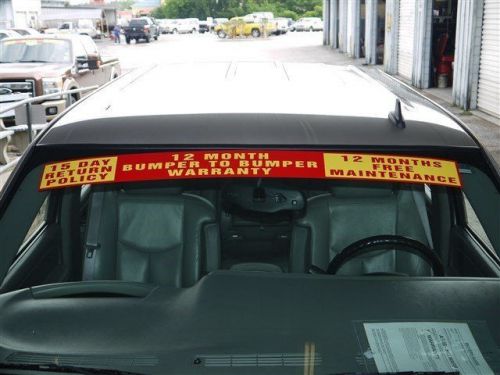 15 DAY
RETURN
POLICY
12 MONTH
BUMPER TO BUMPER
WARRANTY
12 MONTHS
FREE
MAINTENANCE